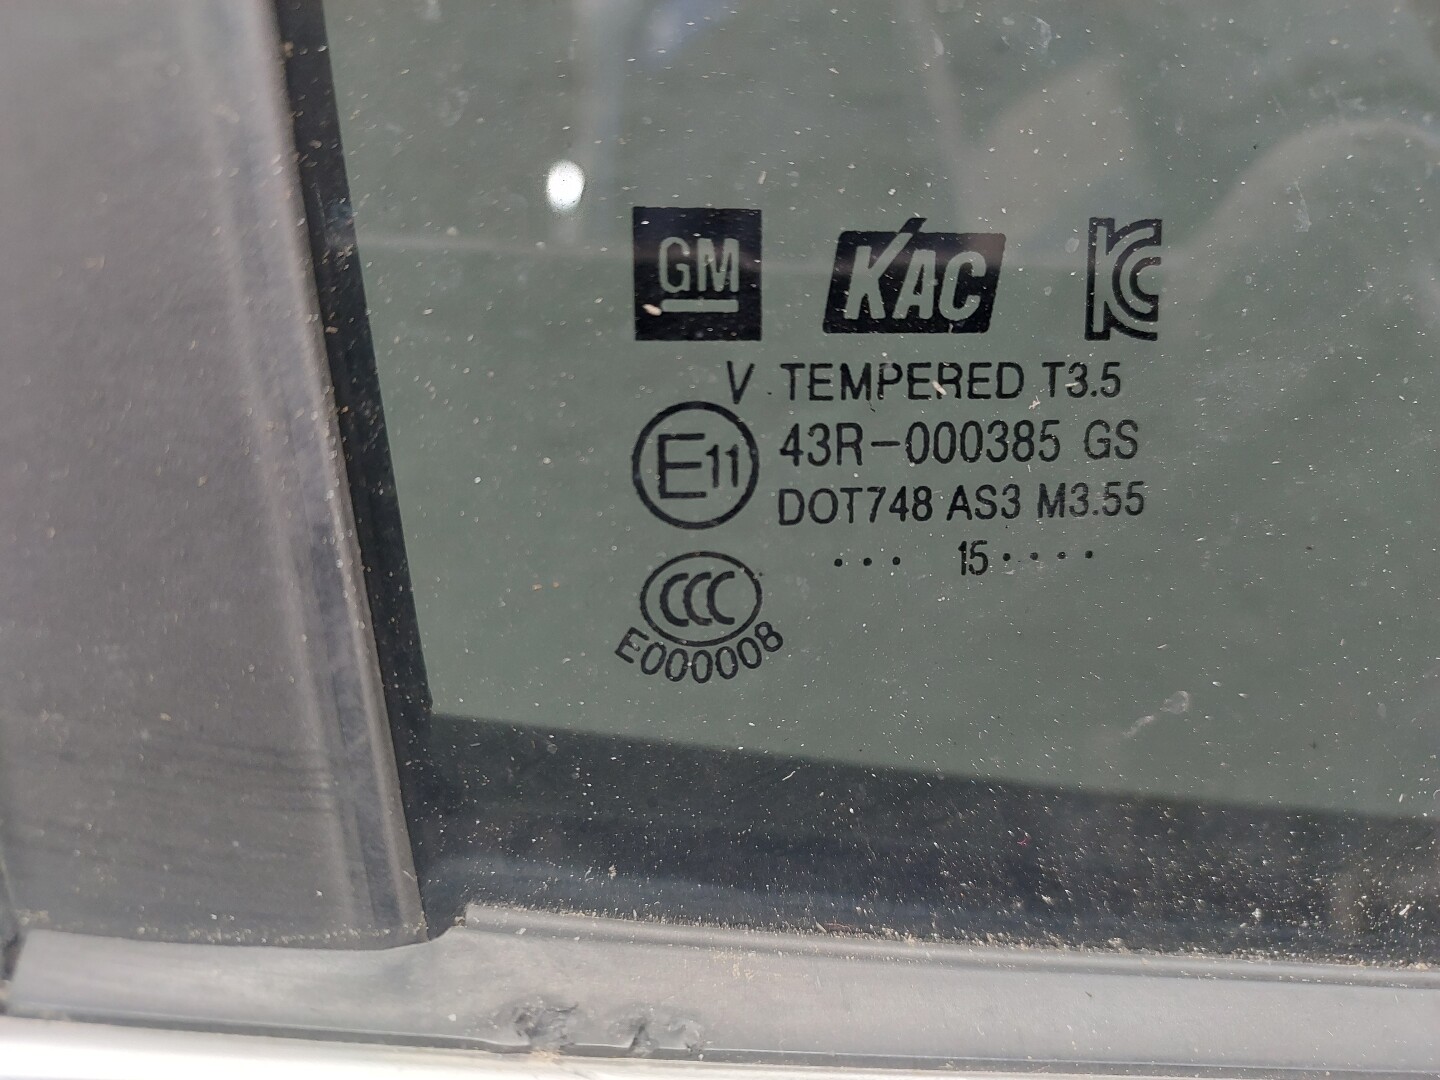 GM KAC KC
V TEMPERED T3.5
E11 43R-000385 GS
DOT748 AS3 M3.55
... 15....
CCC
E000008